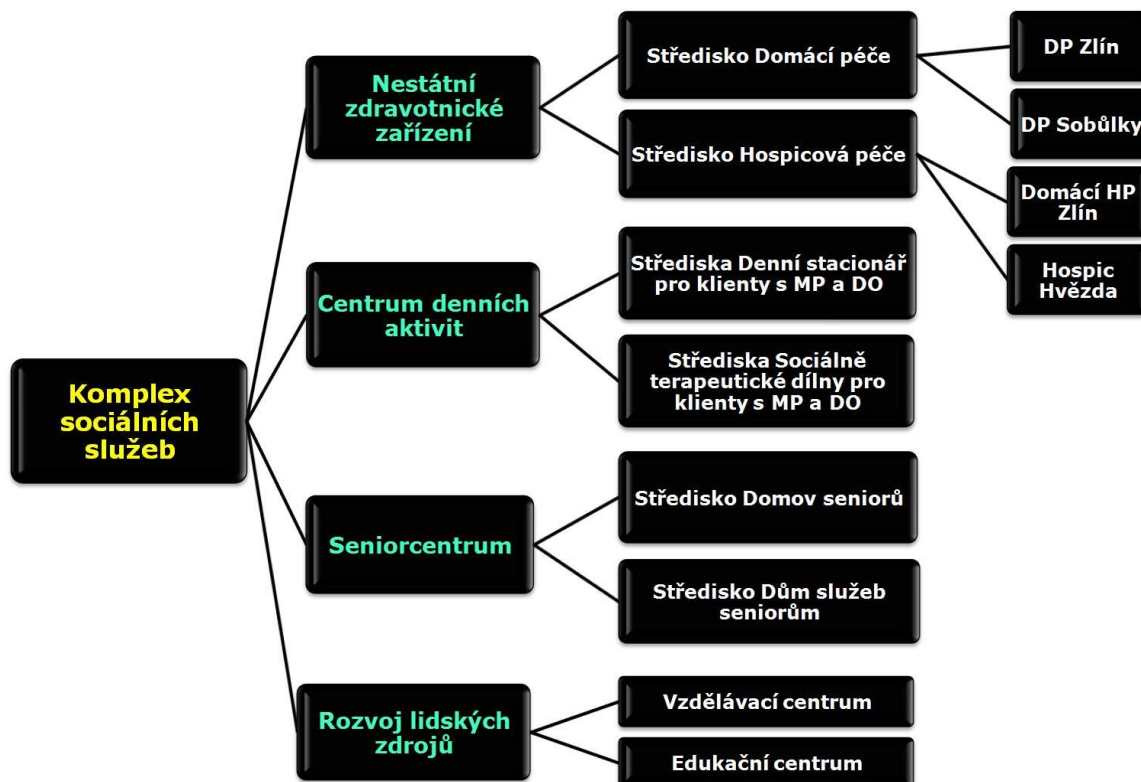 Komplex
sociálních
služeb
Nestátní
zdravotnické
zařízení
Středisko Domácí péče
DP Zlín
DP Sobůlky
Středisko Hospicová péče
Domácí HP
Zlín
Hospic
Hvězda
Centrum denních
aktivit
Střediska Denní stacionář
pro klienty s MP a DO
Střediska Sociálně
terapeutické dílny pro
klienty s MP a DO
Seniorcentrum
Středisko Domov seniorů
Středisko Dům služeb
seniorům
Rozvoj lidských
zdrojů
Vzdělávací centrum
Edukační centrum